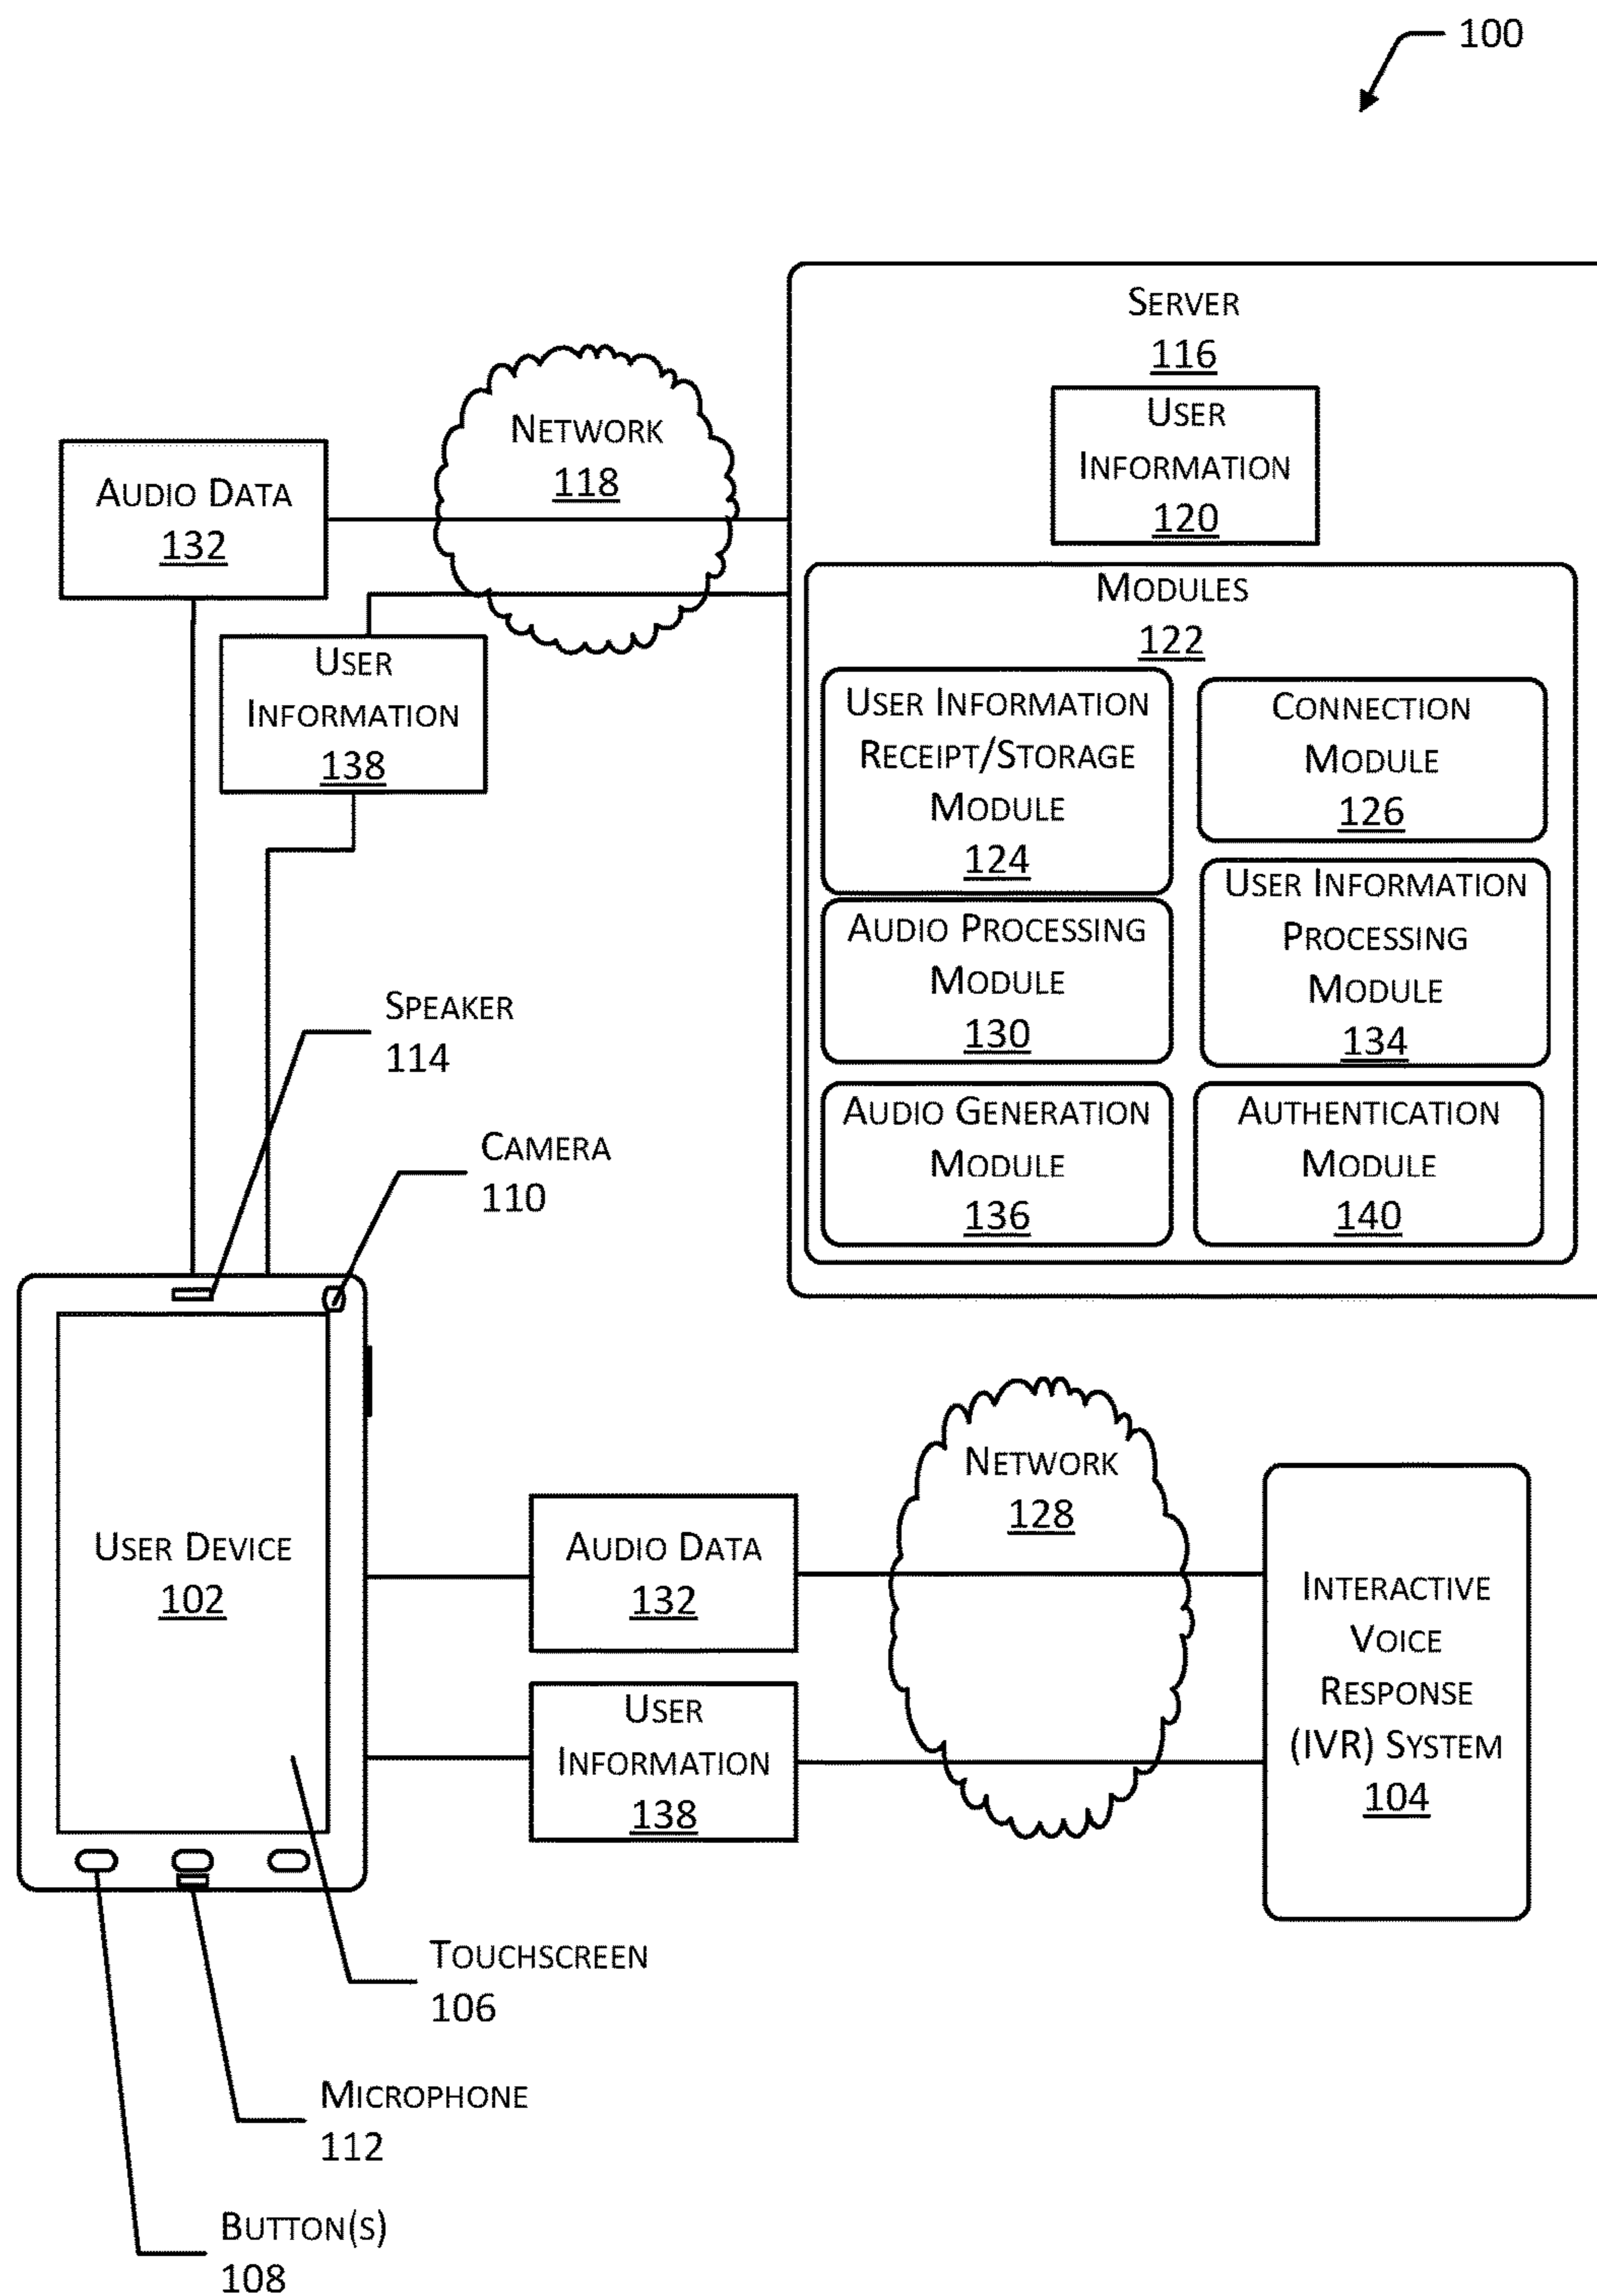 100
SERVER
116
USER
INFORMATION
120
NETWORK
118
AUDIO DATA
132
USER
INFORMATION
138
MODULES
122
USER INFORMATION
RECEIPT/STORAGE
MODULE
124
CONNECTION
MODULE
126
AUDIO PROCESSING
MODULE
130
USER INFORMATION
PROCESSING
MODULE
134
AUDIO GENERATION
MODULE
136
AUTHENTICATION
MODULE
140
SPEAKER
114
CAMERA
110
USER DEVICE
102
AUDIO DATA
132
USER
INFORMATION
138
NETWORK
128
INTERACTIVE
VOICE
RESPONSE
(IVR) SYSTEM
104
TOUCHSCREEN
106
MICROPHONE
112
BUTTON(S)
108